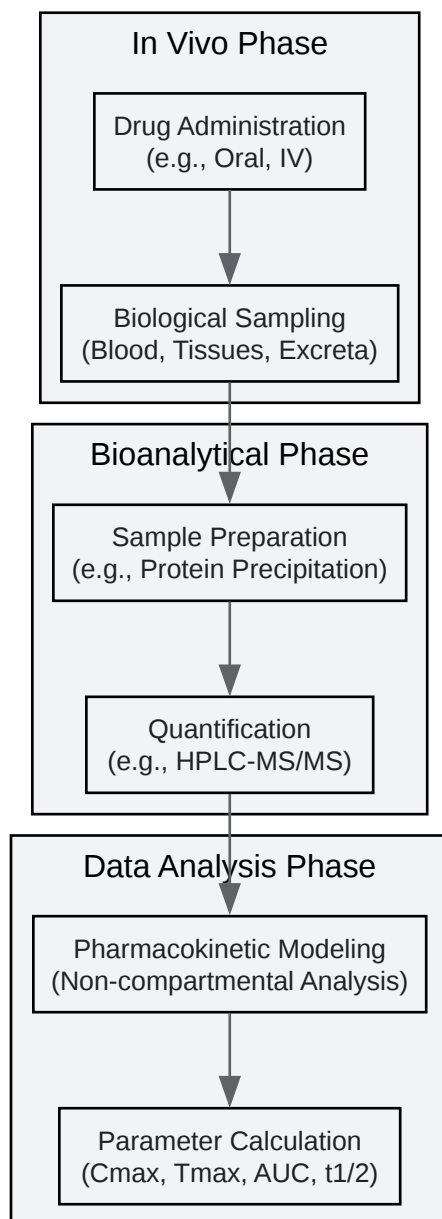 In Vivo Phase
Drug Administration
(e.g., Oral, IV)
Biological Sampling
(Blood, Tissues, Excreta)
Bioanalytical Phase
Sample Preparation
(e.g., Protein Precipitation)
Quantification
(e.g., HPLC-MS/MS)
Data Analysis Phase
Pharmacokinetic Modeling
(Non-compartmental Analysis)
Parameter Calculation
(Cmax, Tmax, AUC, t1/2)